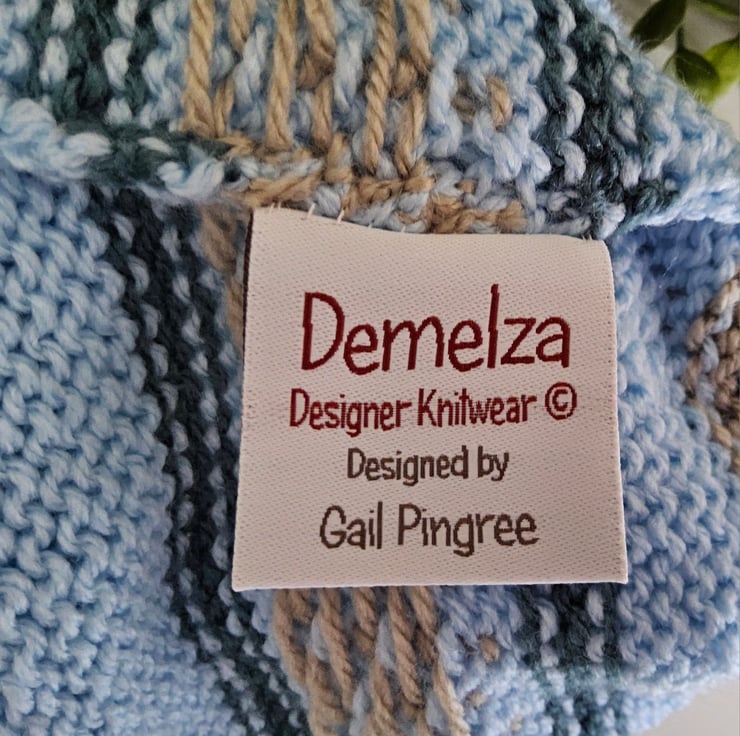 Demelza
Designer Knitwear ©
Designed by
Gail Pingree